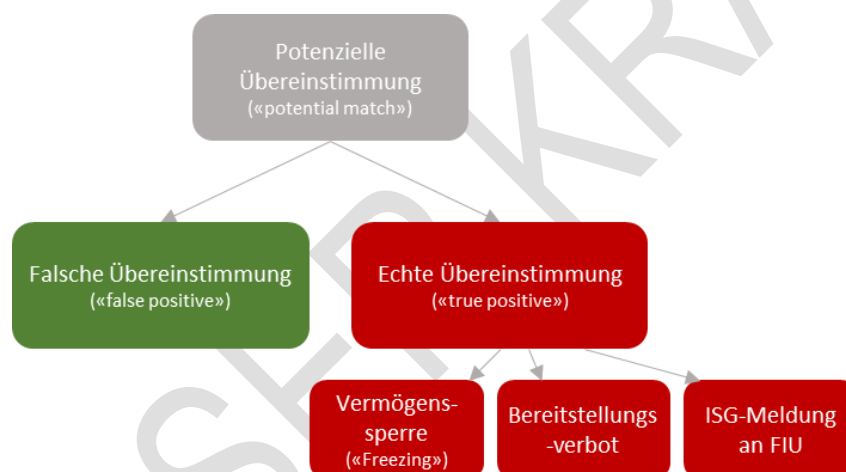 Potenzielle
Übereinstimmung
(«potential match»)
Falsche Übereinstimmung
(«false positive»)
Echte Übereinstimmung
(«true positive»)
Vermögens-
sperre
(«Freezing»)
Bereitstellungs
-verbot
ISG-Meldung
an FIU